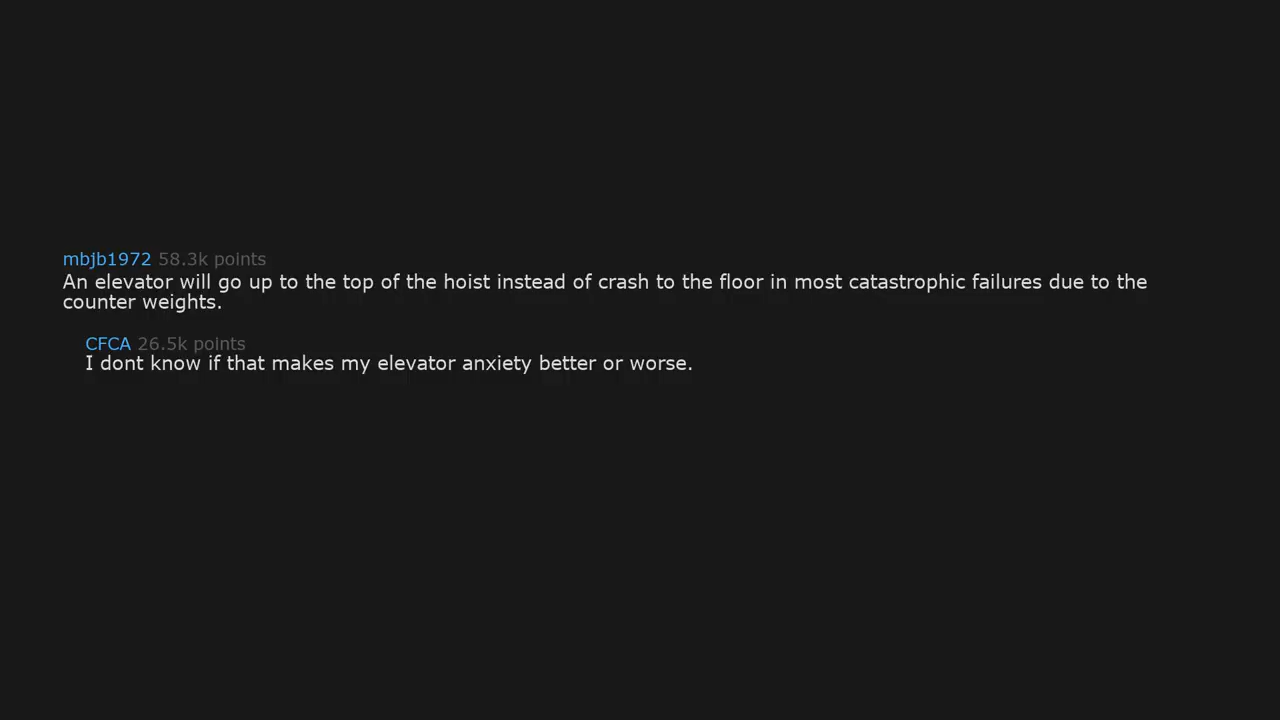 mbjb1972 58.3k points
An elevator will go up to the top of the hoist instead of crash to the floor in most catastrophic failures due to the
counter weights.
CFCA 26.5k points
I dont know if that makes my elevator anxiety better or worse.